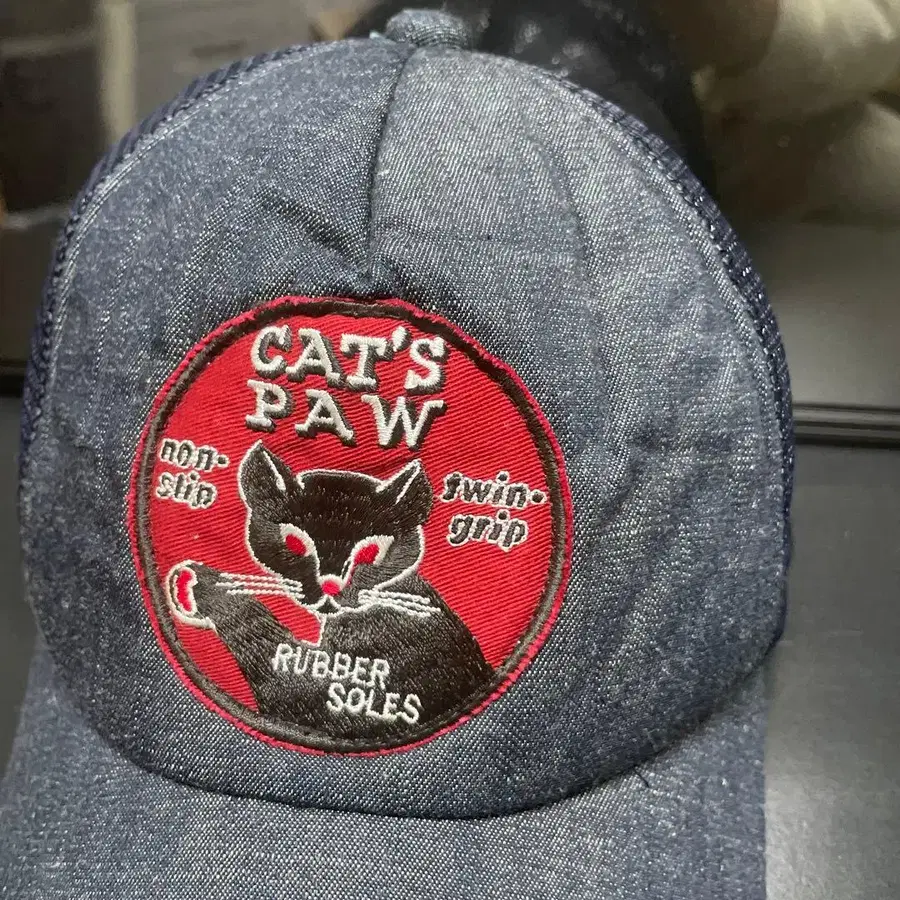 CAT'S
PAW
non-
slip
twin-
grip
RUBBER
SOLES